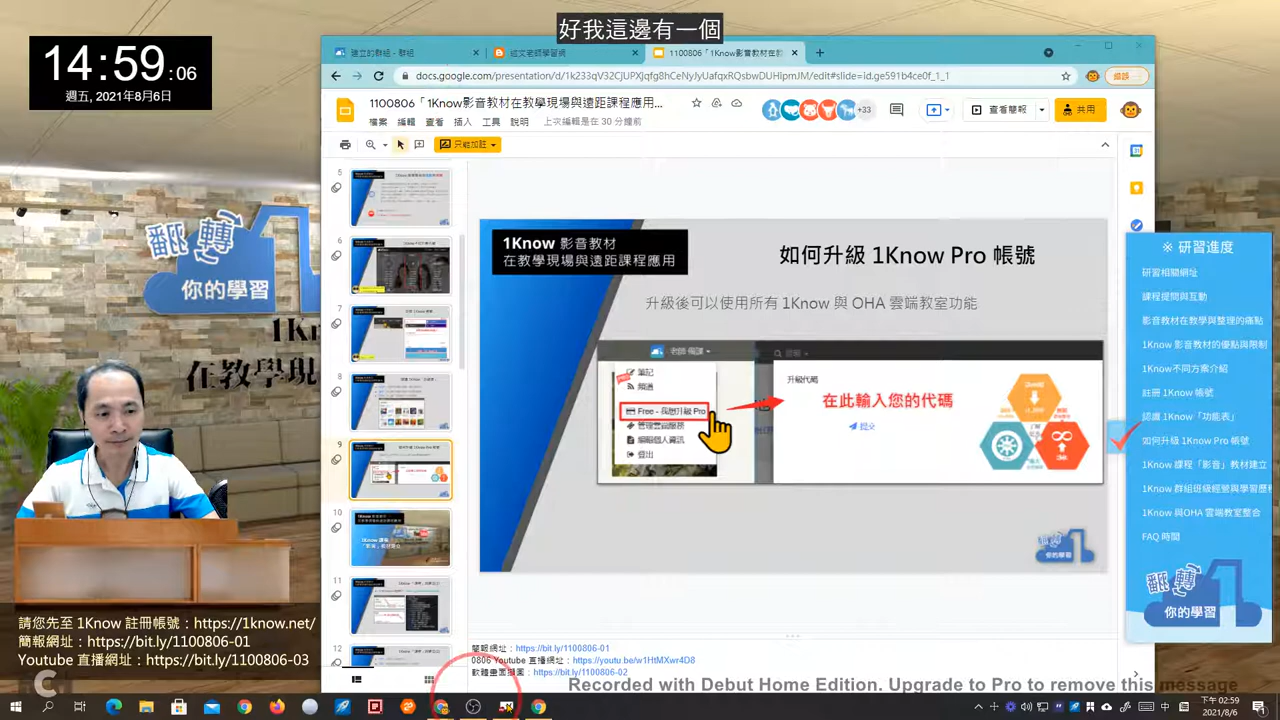 好我這邊有一個
14:59:06
週五, 2021年8月6日
建立的群組 - 群組
1100806「1Know影音教材在教
docs.google.com/presentation/d/1k233qV32CJUPXjqfg8hCeNyJyUafqxRQsbwDUHlpmJM/edit#slide=id.ge591b4ce0f_1_1
1100806「1Know影音教材在教學現場與遠距課程應用...
33
查看簡報
共用
檔案 編輯 查看 插入 工具 說明
上次編輯是在 30 分鐘前
只能加註
5
6
7
8
9
10
11
12
1Know 影音教材
在教學現場與遠距課程應用
如何升級 1Know Pro 帳號
升級後可以使用所有 1Know 與 OHA 雲端教室功能
筆記
頻道
Free - 我想升級 Pro
管理雲端服務
編輯個人資訊
登出
升級代碼
在此輸入您的代碼
提交
※ 研習進度
研習相關網址
課程提問與互動
影音教材在教學與整理的痛點
1Know 影音教材的優點與限制
1Know不同方案介紹
註冊 1Know 帳號
認識 1Know「功能表」
如何升級 1Know Pro 帳號
1Know 課程「影音」教材建立
1Know 群組班級經營與學習歷
1Know 與OHA 雲端教室整合
FAQ 時間
翻轉
你的學習
你的學習
在教學現
請您先至 1Know 註冊帳號：https://1know.net/
簡報網址：https://bit.ly/1100806-01
Youtube 直播網址：https://bit.ly/1100806-03
簡報網址：https://bit.ly/1100806-01
0806 Youtube 直播網址：https://youtu.be/w1HtMXwr4D8
軟體畫面擷圖：https://bit.ly/1100806-02
Recorded with Debut Home Edition. Upgrade to Pro to remove this message
下午 02:59
2021/8/6